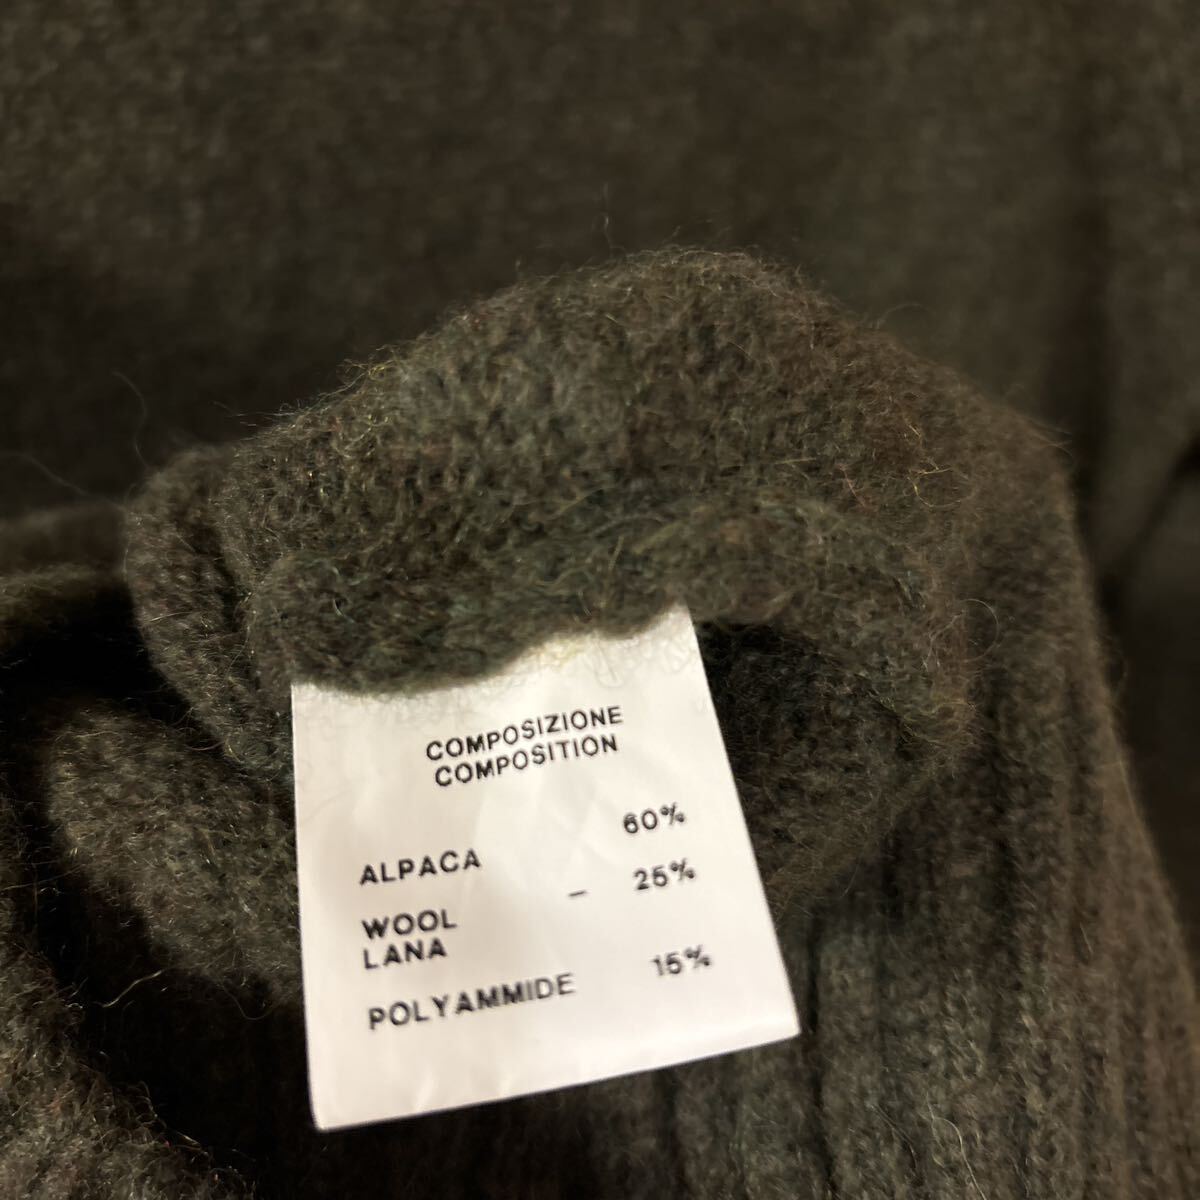 COMPOSIZIONE
COMPOSITION
ALPACA 60%
WOOL - 25%
LANA
POLYAMMIDE 15%